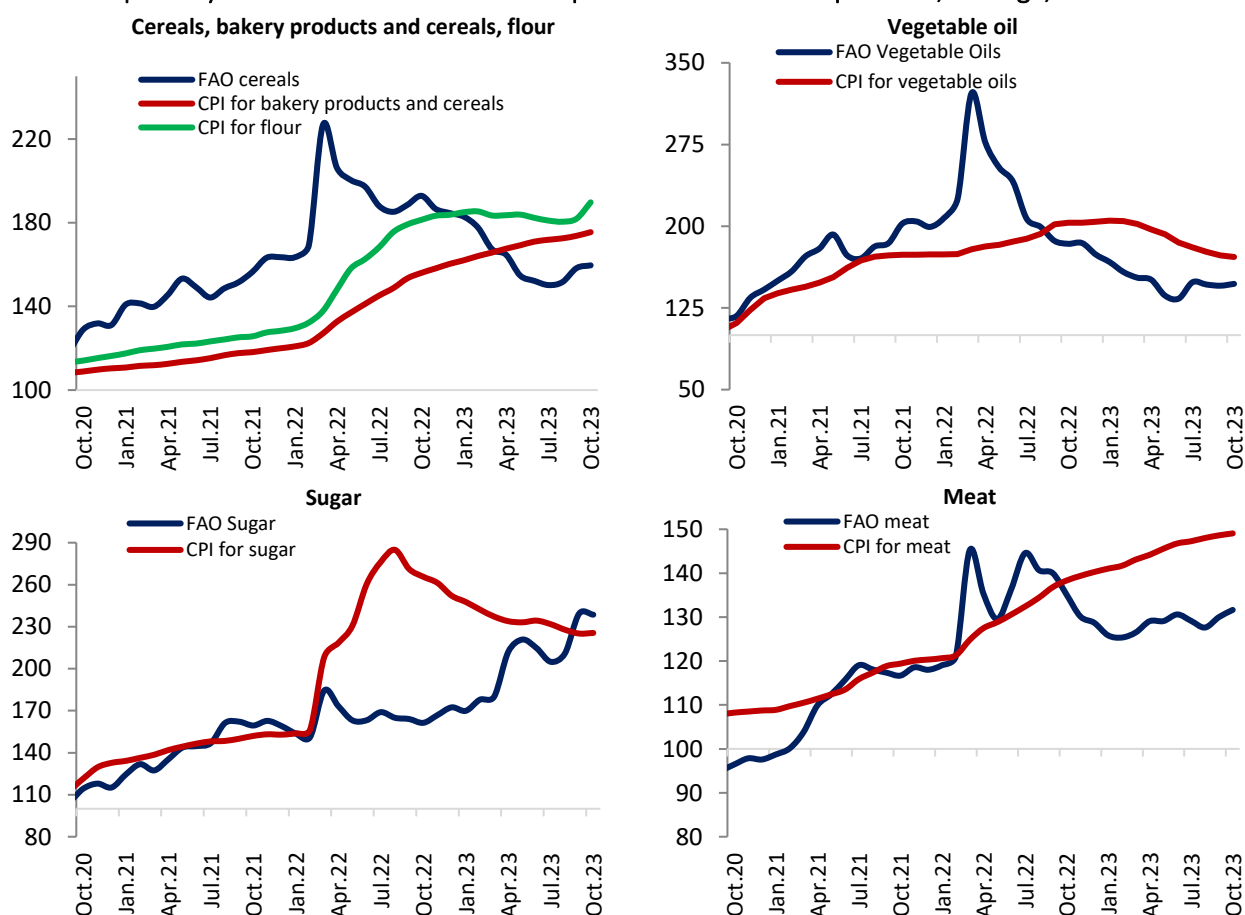 Cereals, bakery products and cereals, flour
FAO cereals
CPI for bakery products and cereals
CPI for flour
220
180
140
100
Oct.20
Jan.21
Apr.21
Jul.21
Oct.21
Jan.22
Apr.22
Jul.22
Oct.22
Jan.23
Apr.23
Jul.23
Oct.23
Vegetable oil
FAO Vegetable Oils
CPI for vegetable oils
350
275
200
125
50
Oct.20
Jan.21
Apr.21
Jul.21
Oct.21
Jan.22
Apr.22
Jul.22
Oct.22
Jan.23
Apr.23
Jul.23
Oct.23
Sugar
FAO Sugar
CPI for sugar
290
260
230
200
170
140
110
80
Oct.20
Jan.21
Apr.21
Jul.21
Oct.21
Jan.22
Apr.22
Jul.22
Oct.22
Jan.23
Apr.23
Jul.23
Oct.23
Meat
FAO meat
CPI for meat
150
140
130
120
110
100
90
80
Oct.20
Jan.21
Apr.21
Jul.21
Oct.21
Jan.22
Apr.22
Jul.22
Oct.22
Jan.23
Apr.23
Jul.23
Oct.23